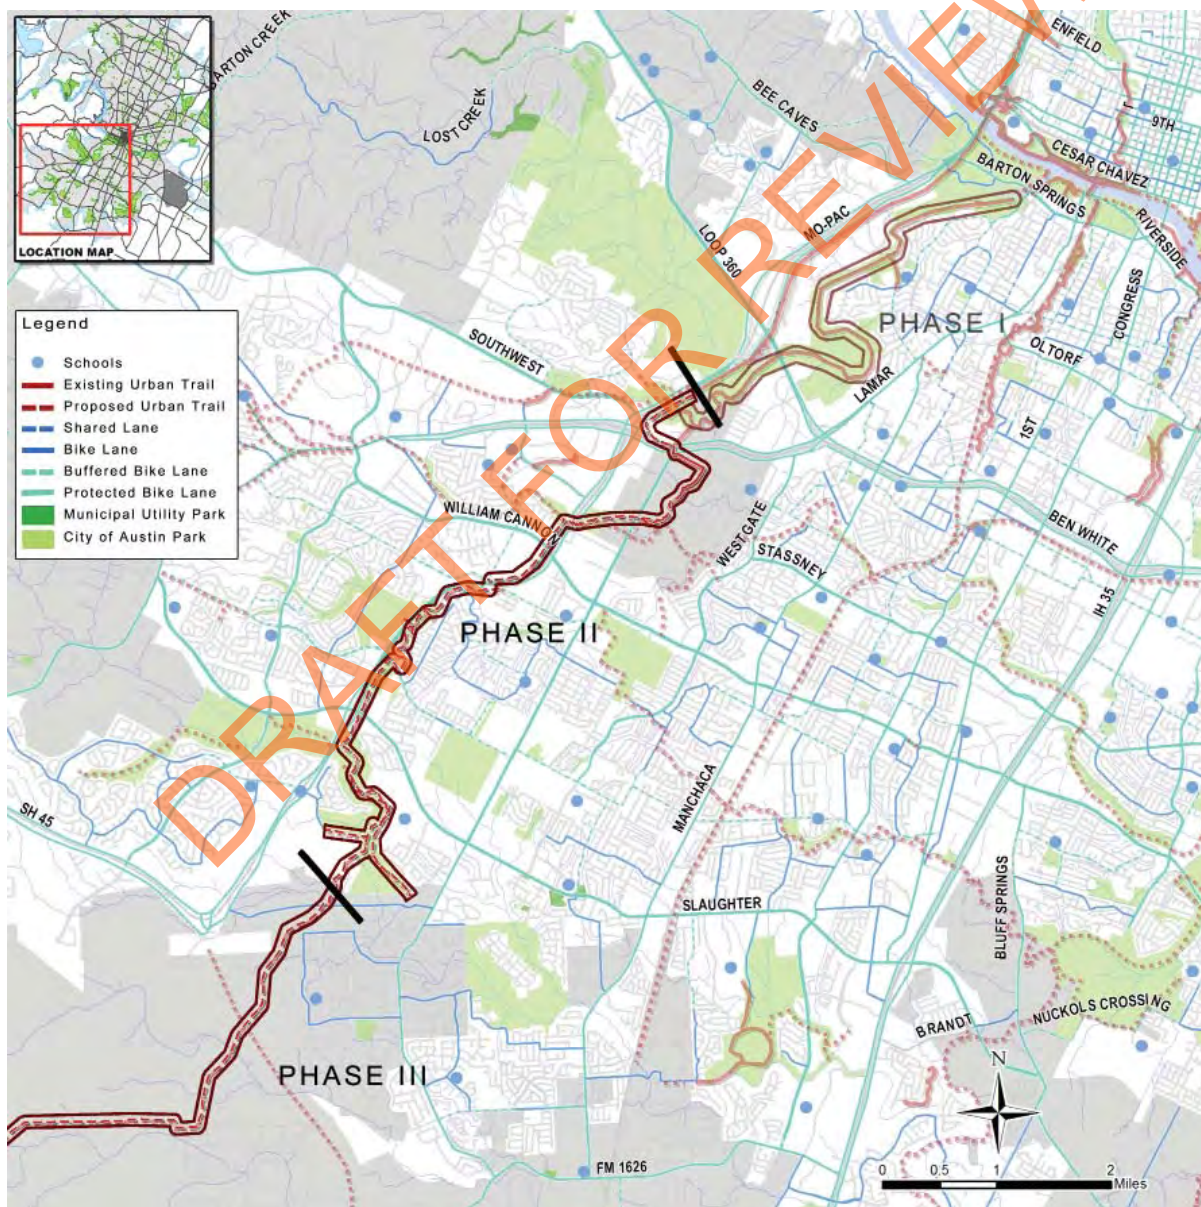 ENFIELD
BARTON CREEK
LOST CREEK
BEE CAVES
9TH
CESAR CHAVEZ
BARTON SPRINGS
RIVERSIDE
MO-PAC
LOOP 360
LOCATION MAP
CONGRESS
PHASE I
Legend
Schools
Existing Urban Trail
Proposed Urban Trail
Shared Lane
Bike Lane
Buffered Bike Lane
Protected Bike Lane
Municipal Utility Park
City of Austin Park
SOUTHWEST
OLTORF
LAMAR
1ST
WILLIAM CANNON
WESTGATE
STASSNEY
BEN WHITE
IH 35
PHASE II
MANCHACA
SH 45
SLAUGHTER
BLUFF SPRINGS
NUCKOLS CROSSING
BRANDT
PHASE III
N
FM 1626
0 0.5 1 2
Miles
DRAFT FOR REVIEW